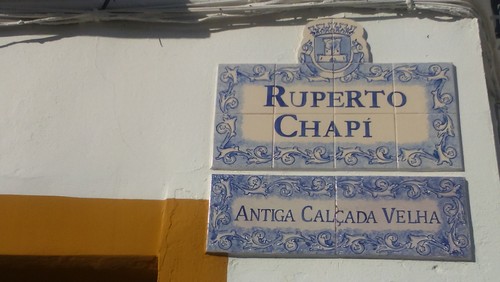 RUPERTO
CHAPÍ
ANTIGA CALÇADA VELHA